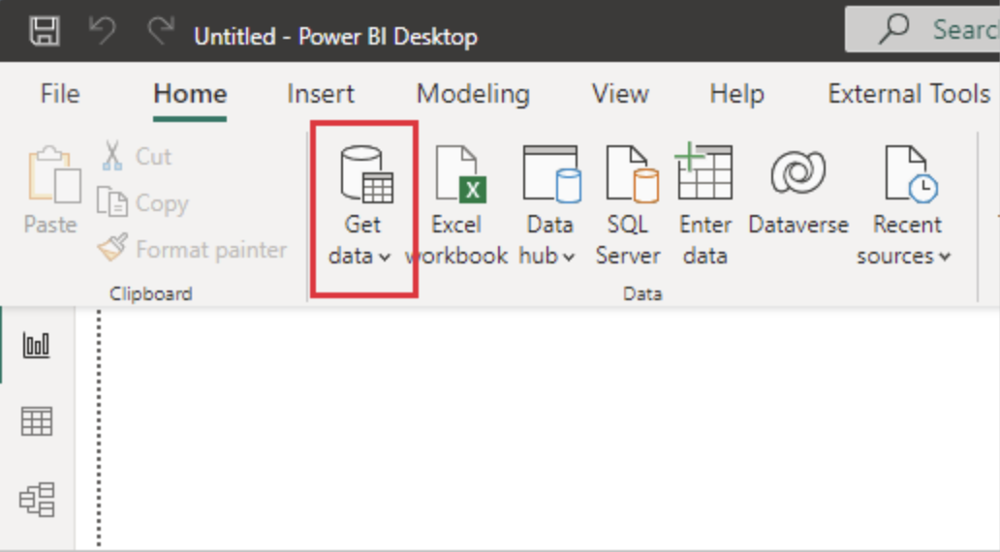 Untitled - Power BI Desktop
Searc
File Home Insert Modeling View Help External Tools
Cut
Copy
Format painter
Paste
Clipboard
Get
data
Excel
workbook
Data
hub
SQL
Server
Enter
data
Dataverse
Recent
sources
Data